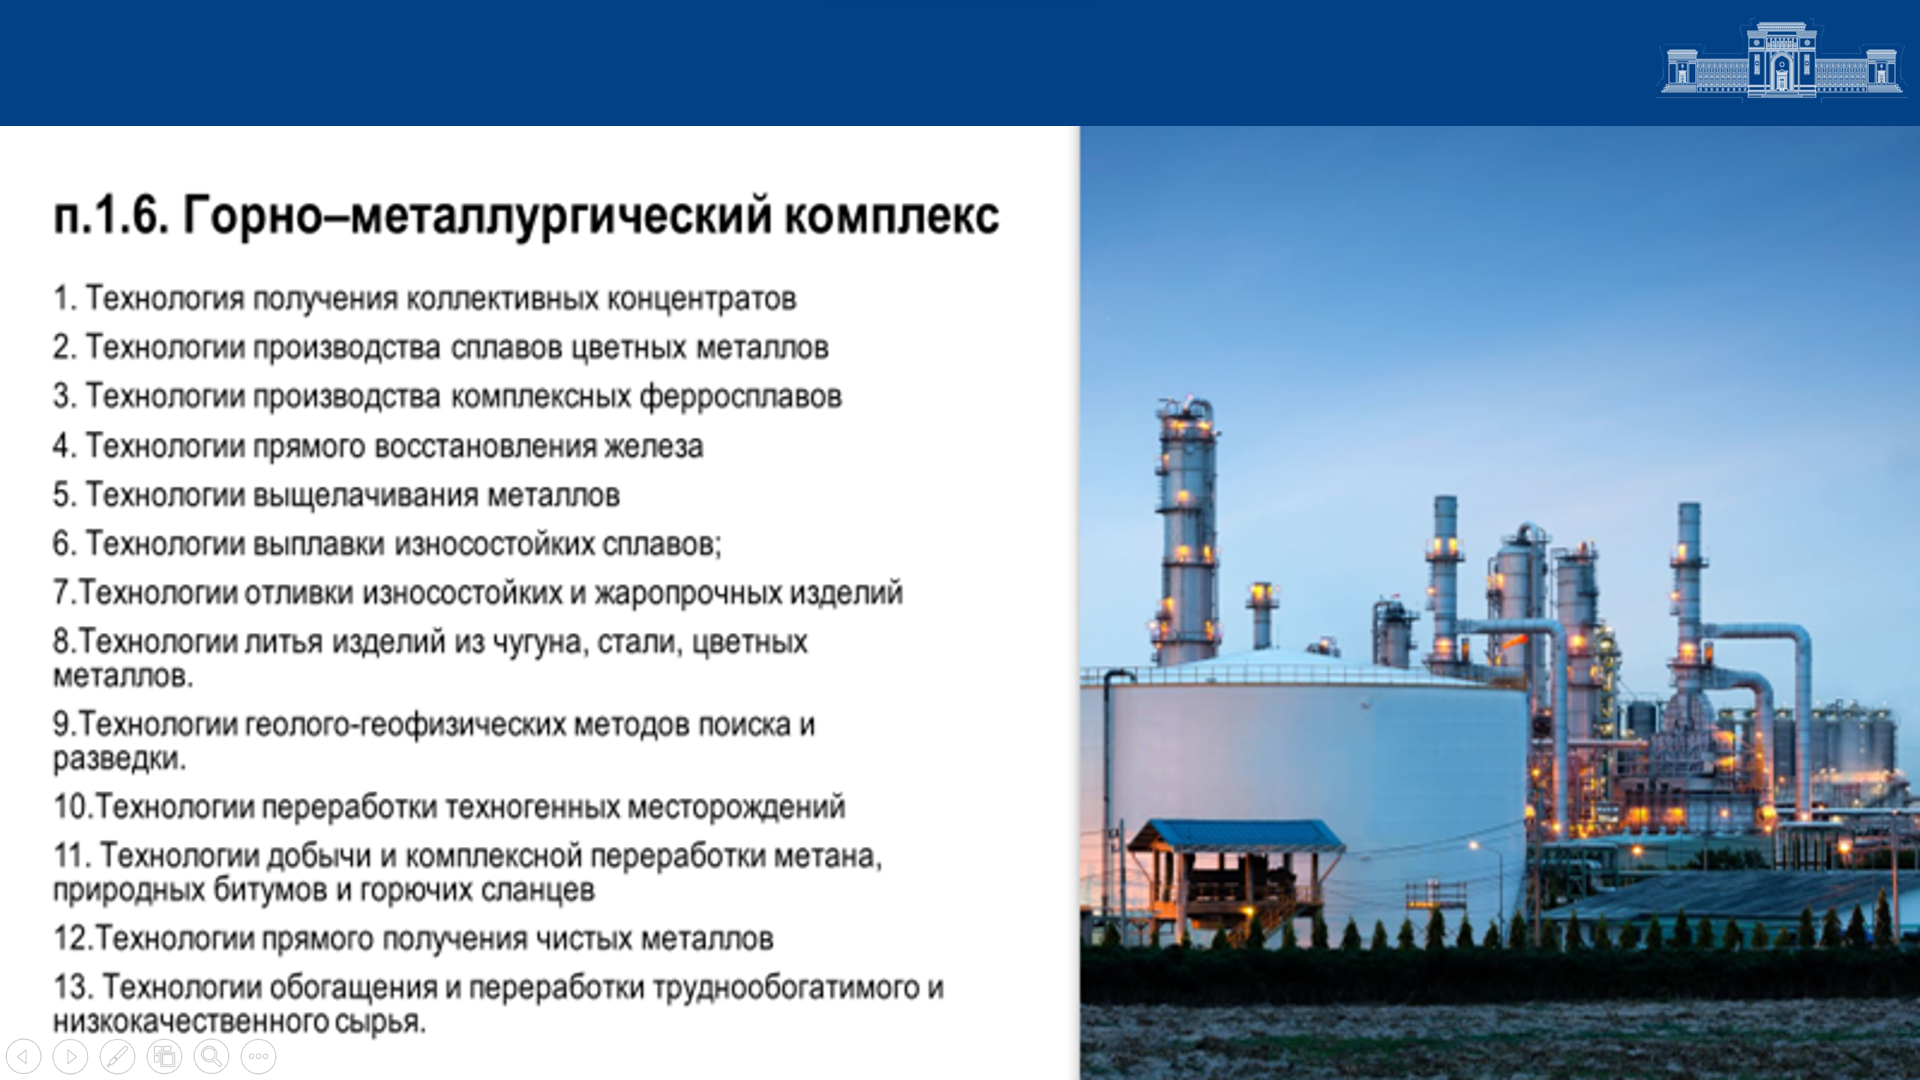 п.1.6. Горно–металлургический комплекс
1. Технология получения коллективных концентратов
2. Технологии производства сплавов цветных металлов
3. Технологии производства комплексных ферросплавов
4. Технологии прямого восстановления железа
5. Технологии выщелачивания металлов
6. Технологии выплавки износостойких сплавов;
7.Технологии отливки износостойких и жаропрочных изделий
8.Технологии литья изделий из чугуна, стали, цветных
металлов.
9.Технологии геолого-геофизических методов поиска и
разведки.
10.Технологии переработки техногенных месторождений
11. Технологии добычи и комплексной переработки метана,
природных битумов и горючих сланцев
12.Технологии прямого получения чистых металлов
13. Технологии обогащения и переработки труднообогатимого и
низкокачественного сырья.